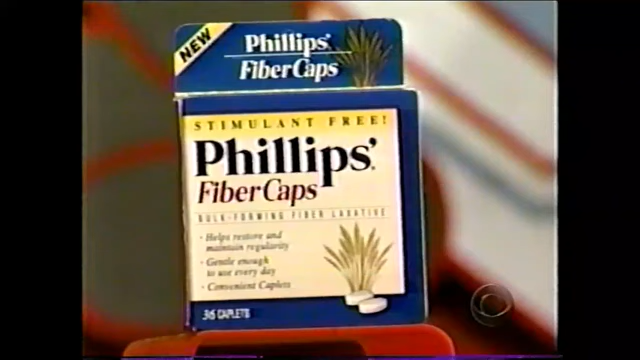 NEW
Phillips'
FiberCaps
STIMULANT FREE!
Phillips'®
FiberCaps
BULK-FORMING FIBER LAXATIVE
· Helps restore and
maintain regularity
· Gentle enough
to use every day
· Convenient Caplets
36 CAPLETS